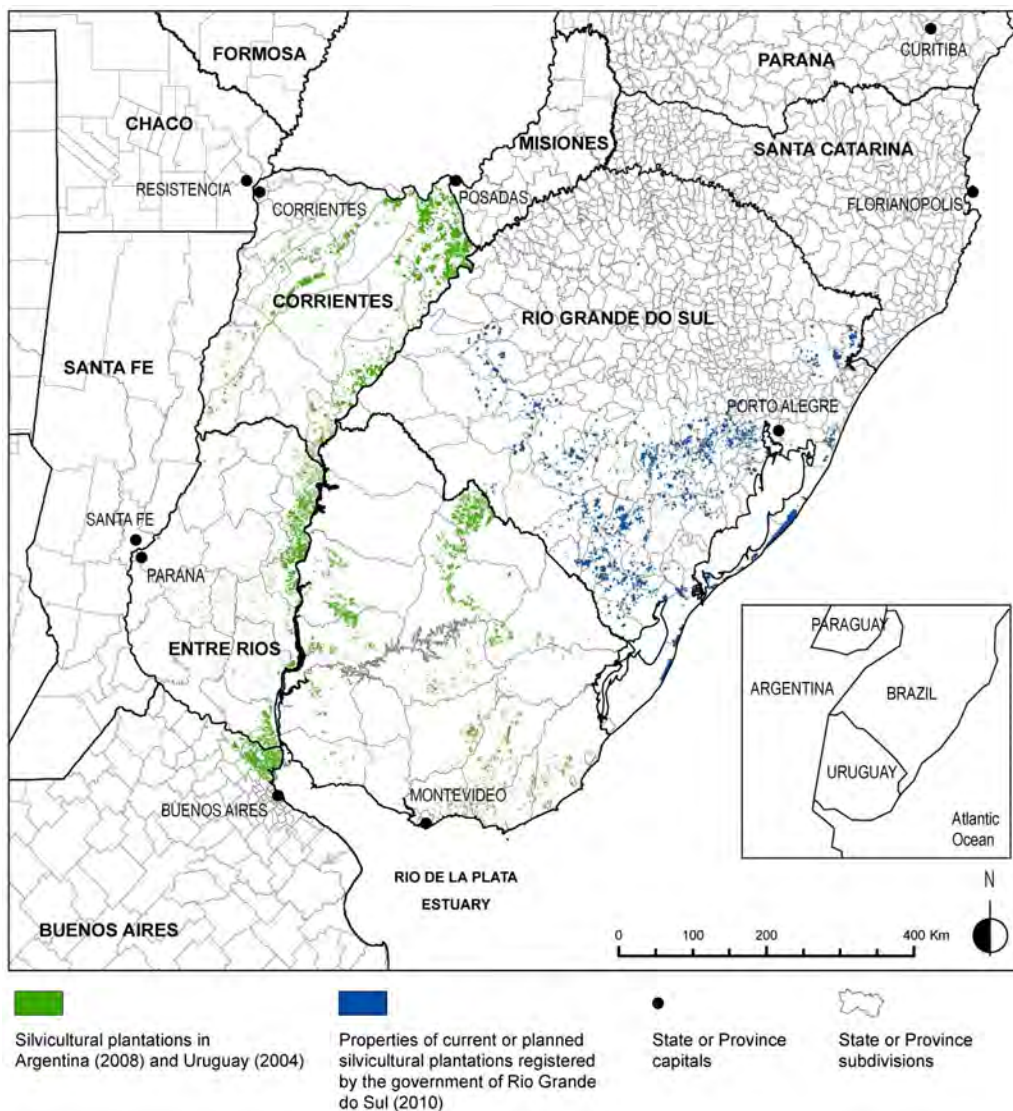 FORMOSA
PARANA
CURITIBA
CHACO
MISIONES
SANTA CATARINA
RESISTENCIA
CORRIENTES
POSADAS
FLORIANOPOLIS
CORRIENTES
RIO GRANDE DO SUL
SANTA FE
PORTO ALEGRE
SANTA FE
PARANA
ENTRE RIOS
PARAGUAY
ARGENTINA
BRAZIL
URUGUAY
Atlantic
Ocean
BUENOS AIRES
MONTEVIDEO
RIO DE LA PLATA
ESTUARY
N
BUENOS AIRES
0 100 200 400 Km
Silvicultural plantations in
Argentina (2008) and Uruguay (2004)
Properties of current or planned
silvicultural plantations registered
by the government of Rio Grande
do Sul (2010)
State or Province
capitals
State or Province
subdivisions